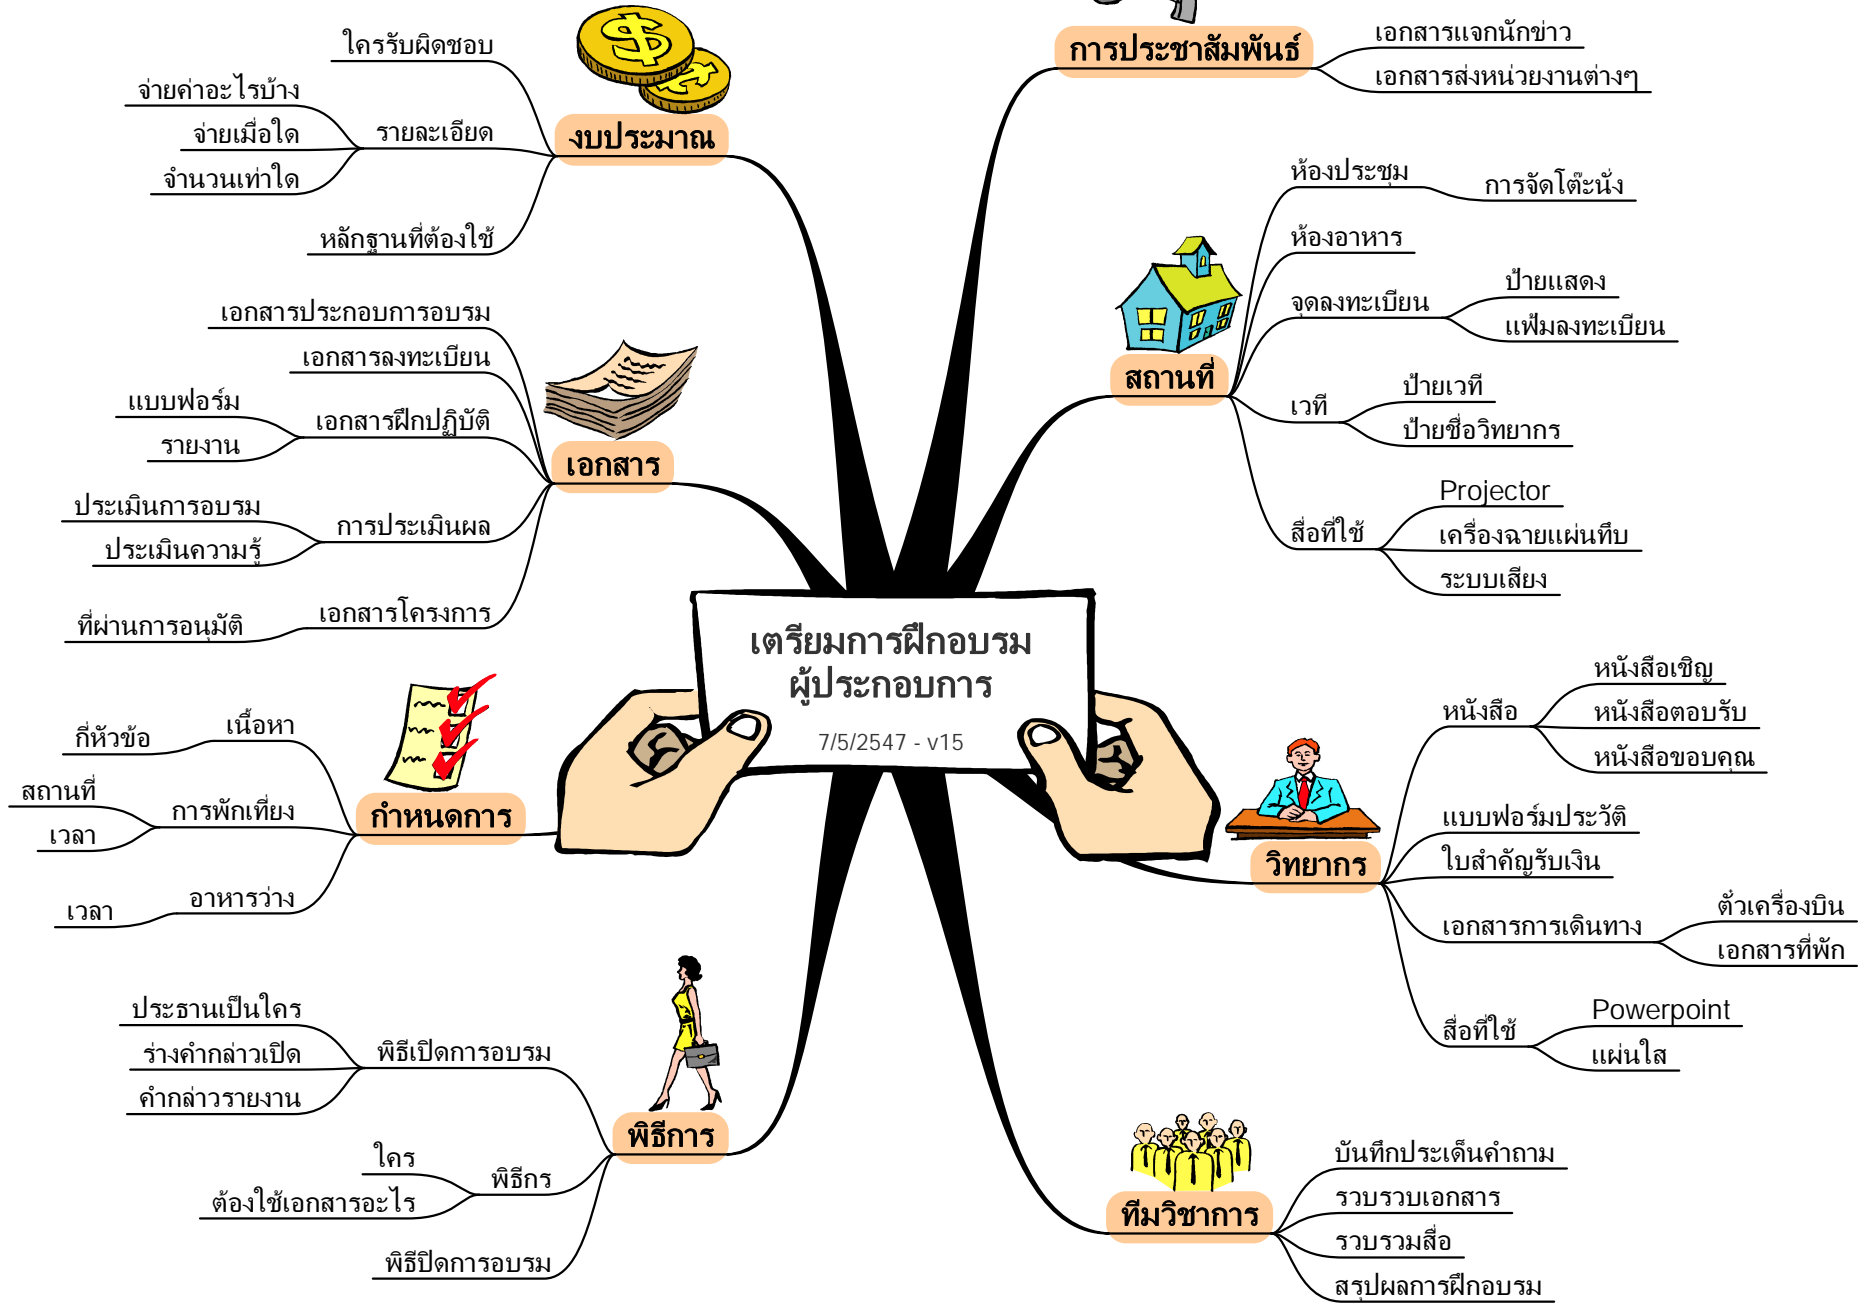 เตรียมการฝึกอบรม
ผู้ประกอบการ
7/5/2547 - v15
การประชาสัมพันธ์
เอกสารแจกนักข่าว
เอกสารส่งหน่วยงานต่างๆ
สถานที่
ห้องประชุม
การจัดโต๊ะนั่ง
ห้องอาหาร
จุดลงทะเบียน
ป้ายแสดง
แฟ้มลงทะเบียน
เวที
ป้ายเวที
ป้ายชื่อวิทยากร
สื่อที่ใช้
Projector
เครื่องฉายแผ่นทึบ
ระบบเสียง
วิทยากร
หนังสือ
หนังสือเชิญ
หนังสือตอบรับ
หนังสือขอบคุณ
แบบฟอร์มประวัติ
ใบสำคัญรับเงิน
เอกสารการเดินทาง
ตั๋วเครื่องบิน
เอกสารที่พัก
สื่อที่ใช้
Powerpoint
แผ่นใส
ทีมวิชาการ
บันทึกประเด็นคำถาม
รวบรวบเอกสาร
รวบรวมสื่อ
สรุปผลการฝึกอบรม
งบประมาณ
ใครรับผิดชอบ
รายละเอียด
จ่ายค่าอะไรบ้าง
จ่ายเมื่อใด
จำนวนเท่าใด
หลักฐานที่ต้องใช้
เอกสาร
เอกสารประกอบการอบรม
เอกสารลงทะเบียน
เอกสารฝึกปฏิบัติ
แบบฟอร์ม
รายงาน
การประเมินผล
ประเมินการอบรม
ประเมินความรู้
เอกสารโครงการ
ที่ผ่านการอนุมัติ
กำหนดการ
เนื้อหา
กี่หัวข้อ
การพักเที่ยง
สถานที่
เวลา
อาหารว่าง
เวลา
พิธีการ
พิธีเปิดการอบรม
ประธานเป็นใคร
ร่างคำกล่าวเปิด
คำกล่าวรายงาน
พิธีกร
ใคร
ต้องใช้เอกสารอะไร
พิธีปิดการอบรม